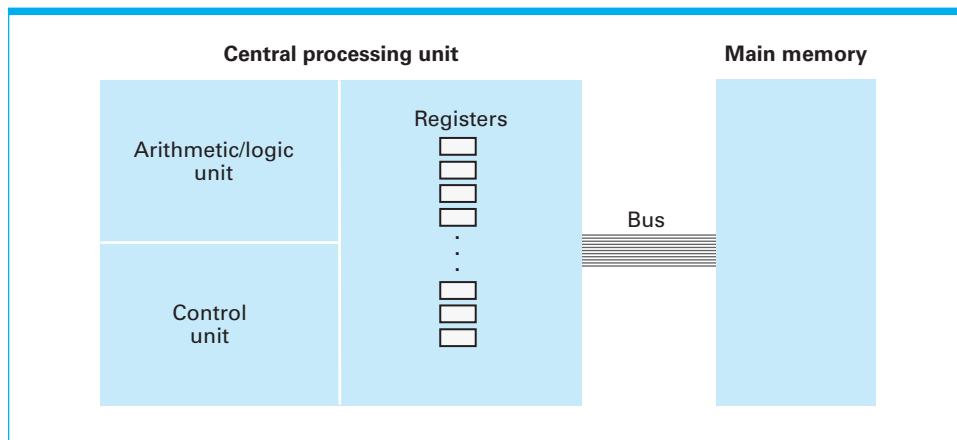 Central processing unit
Main memory
Arithmetic/logic
unit
Registers
Bus
Control
unit